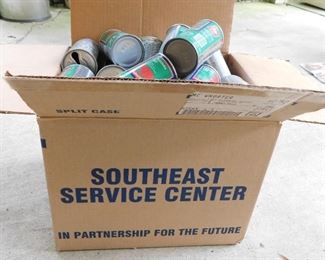 SPLIT CASE
SOUTHEAST
SERVICE CENTER
IN PARTNERSHIP FOR THE FUTURE